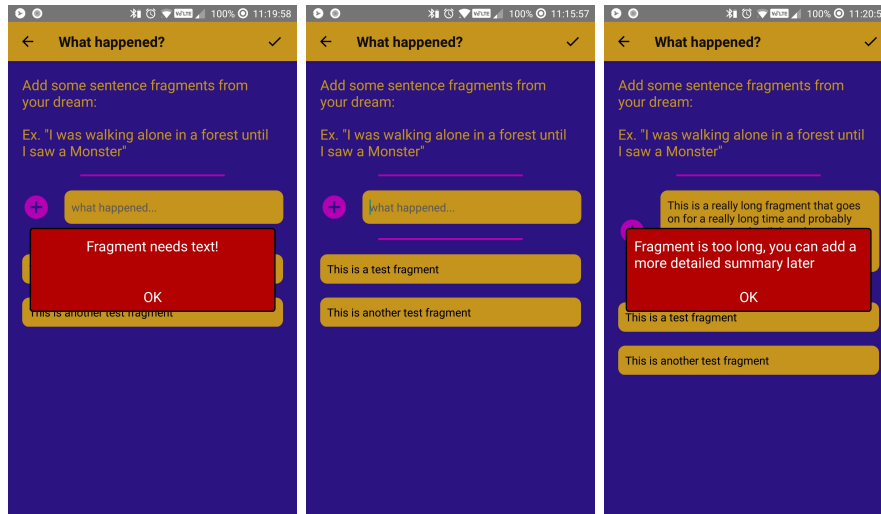 100% 11:19:58
What happened?
Add some sentence fragments from
your dream:
Ex. "I was walking alone in a forest until
I saw a Monster"
what happened...
Fragment needs text!
OK
This is another test fragment
100% 11:15:57
What happened?
Add some sentence fragments from
your dream:
Ex. "I was walking alone in a forest until
I saw a Monster"
what happened...
This is a test fragment
This is another test fragment
100% 11:20:5
What happened?
Add some sentence fragments from
your dream:
Ex. "I was walking alone in a forest until
I saw a Monster"
This is a really long fragment that goes
on for a really long time and probably
Fragment is too long, you can add a
more detailed summary later
OK
This is a test fragment
This is another test fragment